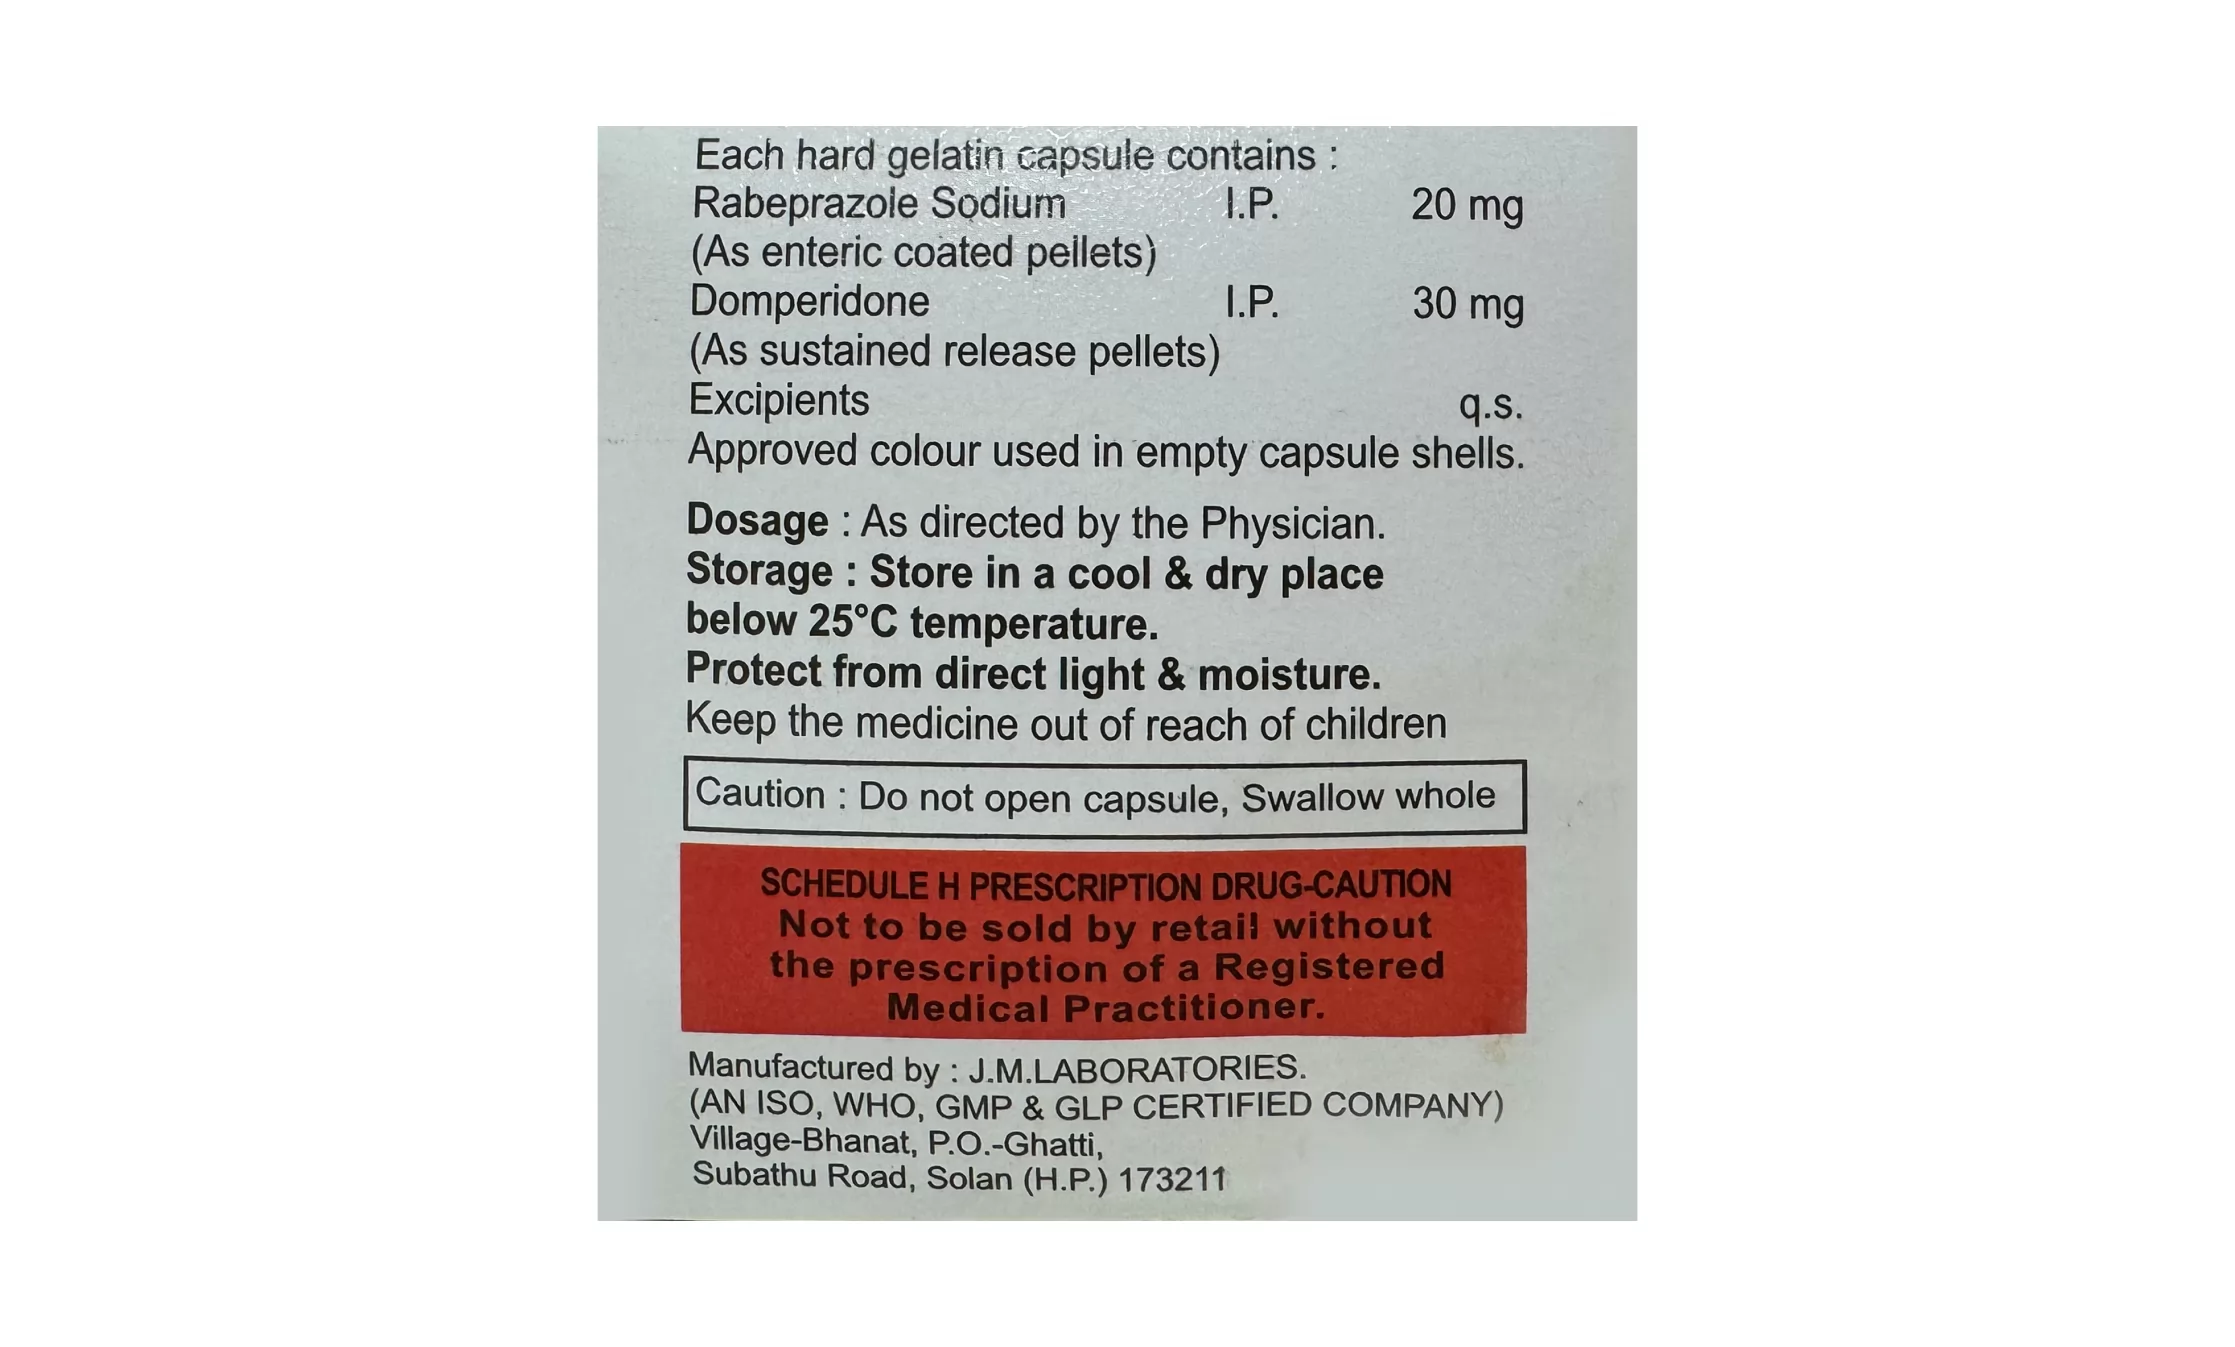 Each hard gelatin capsule contains :
Rabeprazole Sodium I.P. 20 mg
(As enteric coated pellets)
Domperidone I.P. 30 mg
(As sustained release pellets)
Excipients q.s.
Approved colour used in empty capsule shells.
Dosage : As directed by the Physician.
Storage : Store in a cool & dry place
below 25°C temperature.
Protect from direct light & moisture.
Keep the medicine out of reach of children
Caution : Do not open capsule, Swallow whole
SCHEDULE H PRESCRIPTION DRUG-CAUTION
Not to be sold by retail without
the prescription of a Registered
Medical Practitioner.
Manufactured by : J.M.LABORATORIES.
(AN ISO, WHO, GMP & GLP CERTIFIED COMPANY)
Village-Bhanat, P.O.-Ghatti,
Subathu Road, Solan (H.P.) 173211